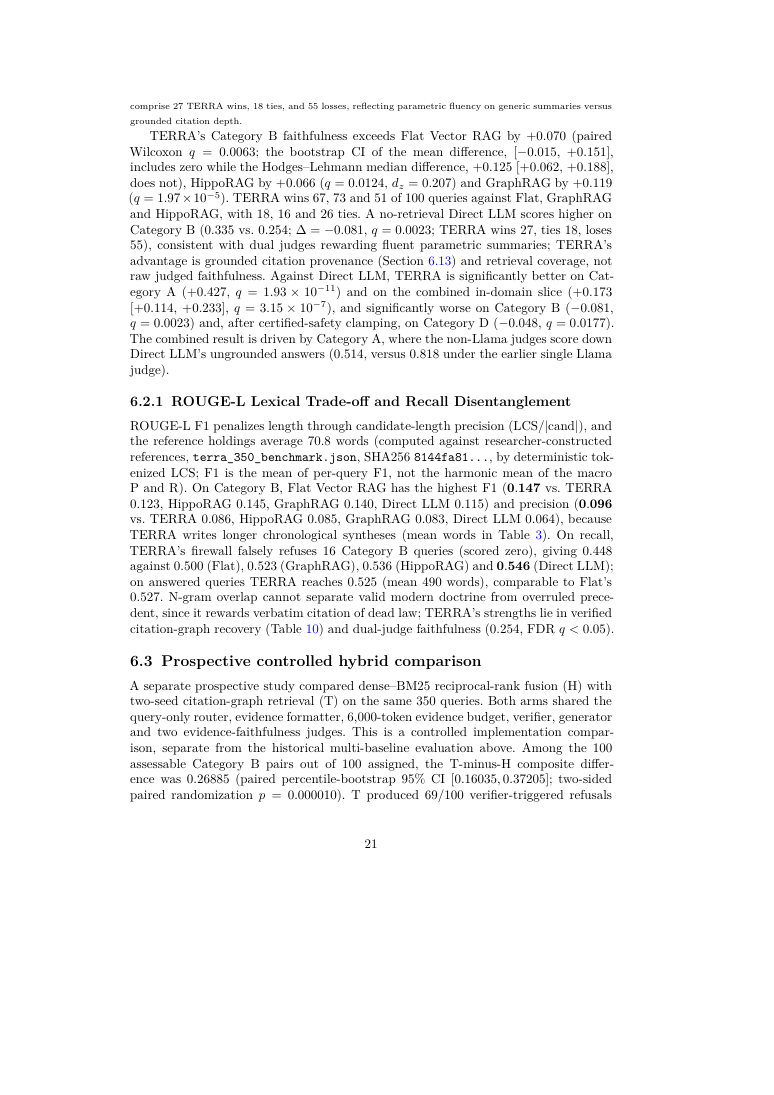 comprise 27 TERRA wins, 18 ties, and 55 losses, reflecting parametric fluency on generic summaries versus
grounded citation depth.
TERRA's Category B faithfulness exceeds Flat Vector RAG by +0.070 (paired
Wilcoxon q = 0.0063; the bootstrap CI of the mean difference, [−0.015, +0.151],
includes zero while the Hodges–Lehmann median difference, +0.125 [+0.062, +0.188],
does not), HippoRAG by +0.066 (q = 0.0124, d_z = 0.207) and GraphRAG by +0.119
(q = 1.97 × 10⁻⁵). TERRA wins 67, 73 and 51 of 100 queries against Flat, GraphRAG
and HippoRAG, with 18, 16 and 26 ties. A no-retrieval Direct LLM scores higher on
Category B (0.335 vs. 0.254; Δ = −0.081, q = 0.0023; TERRA wins 27, ties 18, loses
55), consistent with dual judges rewarding fluent parametric summaries; TERRA's
advantage is grounded citation provenance (Section 6.13) and retrieval coverage, not
raw judged faithfulness. Against Direct LLM, TERRA is significantly better on Cat-
egory A (+0.427, q = 1.93 × 10⁻¹¹) and on the combined in-domain slice (+0.173
[+0.114, +0.233], q = 3.15 × 10⁻⁷), and significantly worse on Category B (−0.081,
q = 0.0023) and, after certified-safety clamping, on Category D (−0.048, q = 0.0177).
The combined result is driven by Category A, where the non-Llama judges score down
Direct LLM's ungrounded answers (0.514, versus 0.818 under the earlier single Llama
judge).
6.2.1 ROUGE-L Lexical Trade-off and Recall Disentanglement
ROUGE-L F1 penalizes length through candidate-length precision (LCS/|cand|), and
the reference holdings average 70.8 words (computed against researcher-constructed
references, terra_350_benchmark.json, SHA256 8144fa81..., by deterministic tok-
enized LCS; F1 is the mean of per-query F1, not the harmonic mean of the macro
P and R). On Category B, Flat Vector RAG has the highest F1 (0.147 vs. TERRA
0.123, HippoRAG 0.145, GraphRAG 0.140, Direct LLM 0.115) and precision (0.096
vs. TERRA 0.086, HippoRAG 0.085, GraphRAG 0.083, Direct LLM 0.064), because
TERRA writes longer chronological syntheses (mean words in Table 3). On recall,
TERRA's firewall falsely refuses 16 Category B queries (scored zero), giving 0.448
against 0.500 (Flat), 0.523 (GraphRAG), 0.536 (HippoRAG) and 0.546 (Direct LLM);
on answered queries TERRA reaches 0.525 (mean 490 words), comparable to Flat's
0.527. N-gram overlap cannot separate valid modern doctrine from overruled prece-
dent, since it rewards verbatim citation of dead law; TERRA's strengths lie in verified
citation-graph recovery (Table 10) and dual-judge faithfulness (0.254, FDR q < 0.05).
6.3 Prospective controlled hybrid comparison
A separate prospective study compared dense–BM25 reciprocal-rank fusion (H) with
two-seed citation-graph retrieval (T) on the same 350 queries. Both arms shared the
query-only router, evidence formatter, 6,000-token evidence budget, verifier, generator
and two evidence-faithfulness judges. This is a controlled implementation compar-
ison, separate from the historical multi-baseline evaluation above. Among the 100
assessable Category B pairs out of 100 assigned, the T-minus-H composite differ-
ence was 0.26885 (paired percentile-bootstrap 95% CI [0.16035, 0.37205]; two-sided
paired randomization p = 0.000010). T produced 69/100 verifier-triggered refusals
21